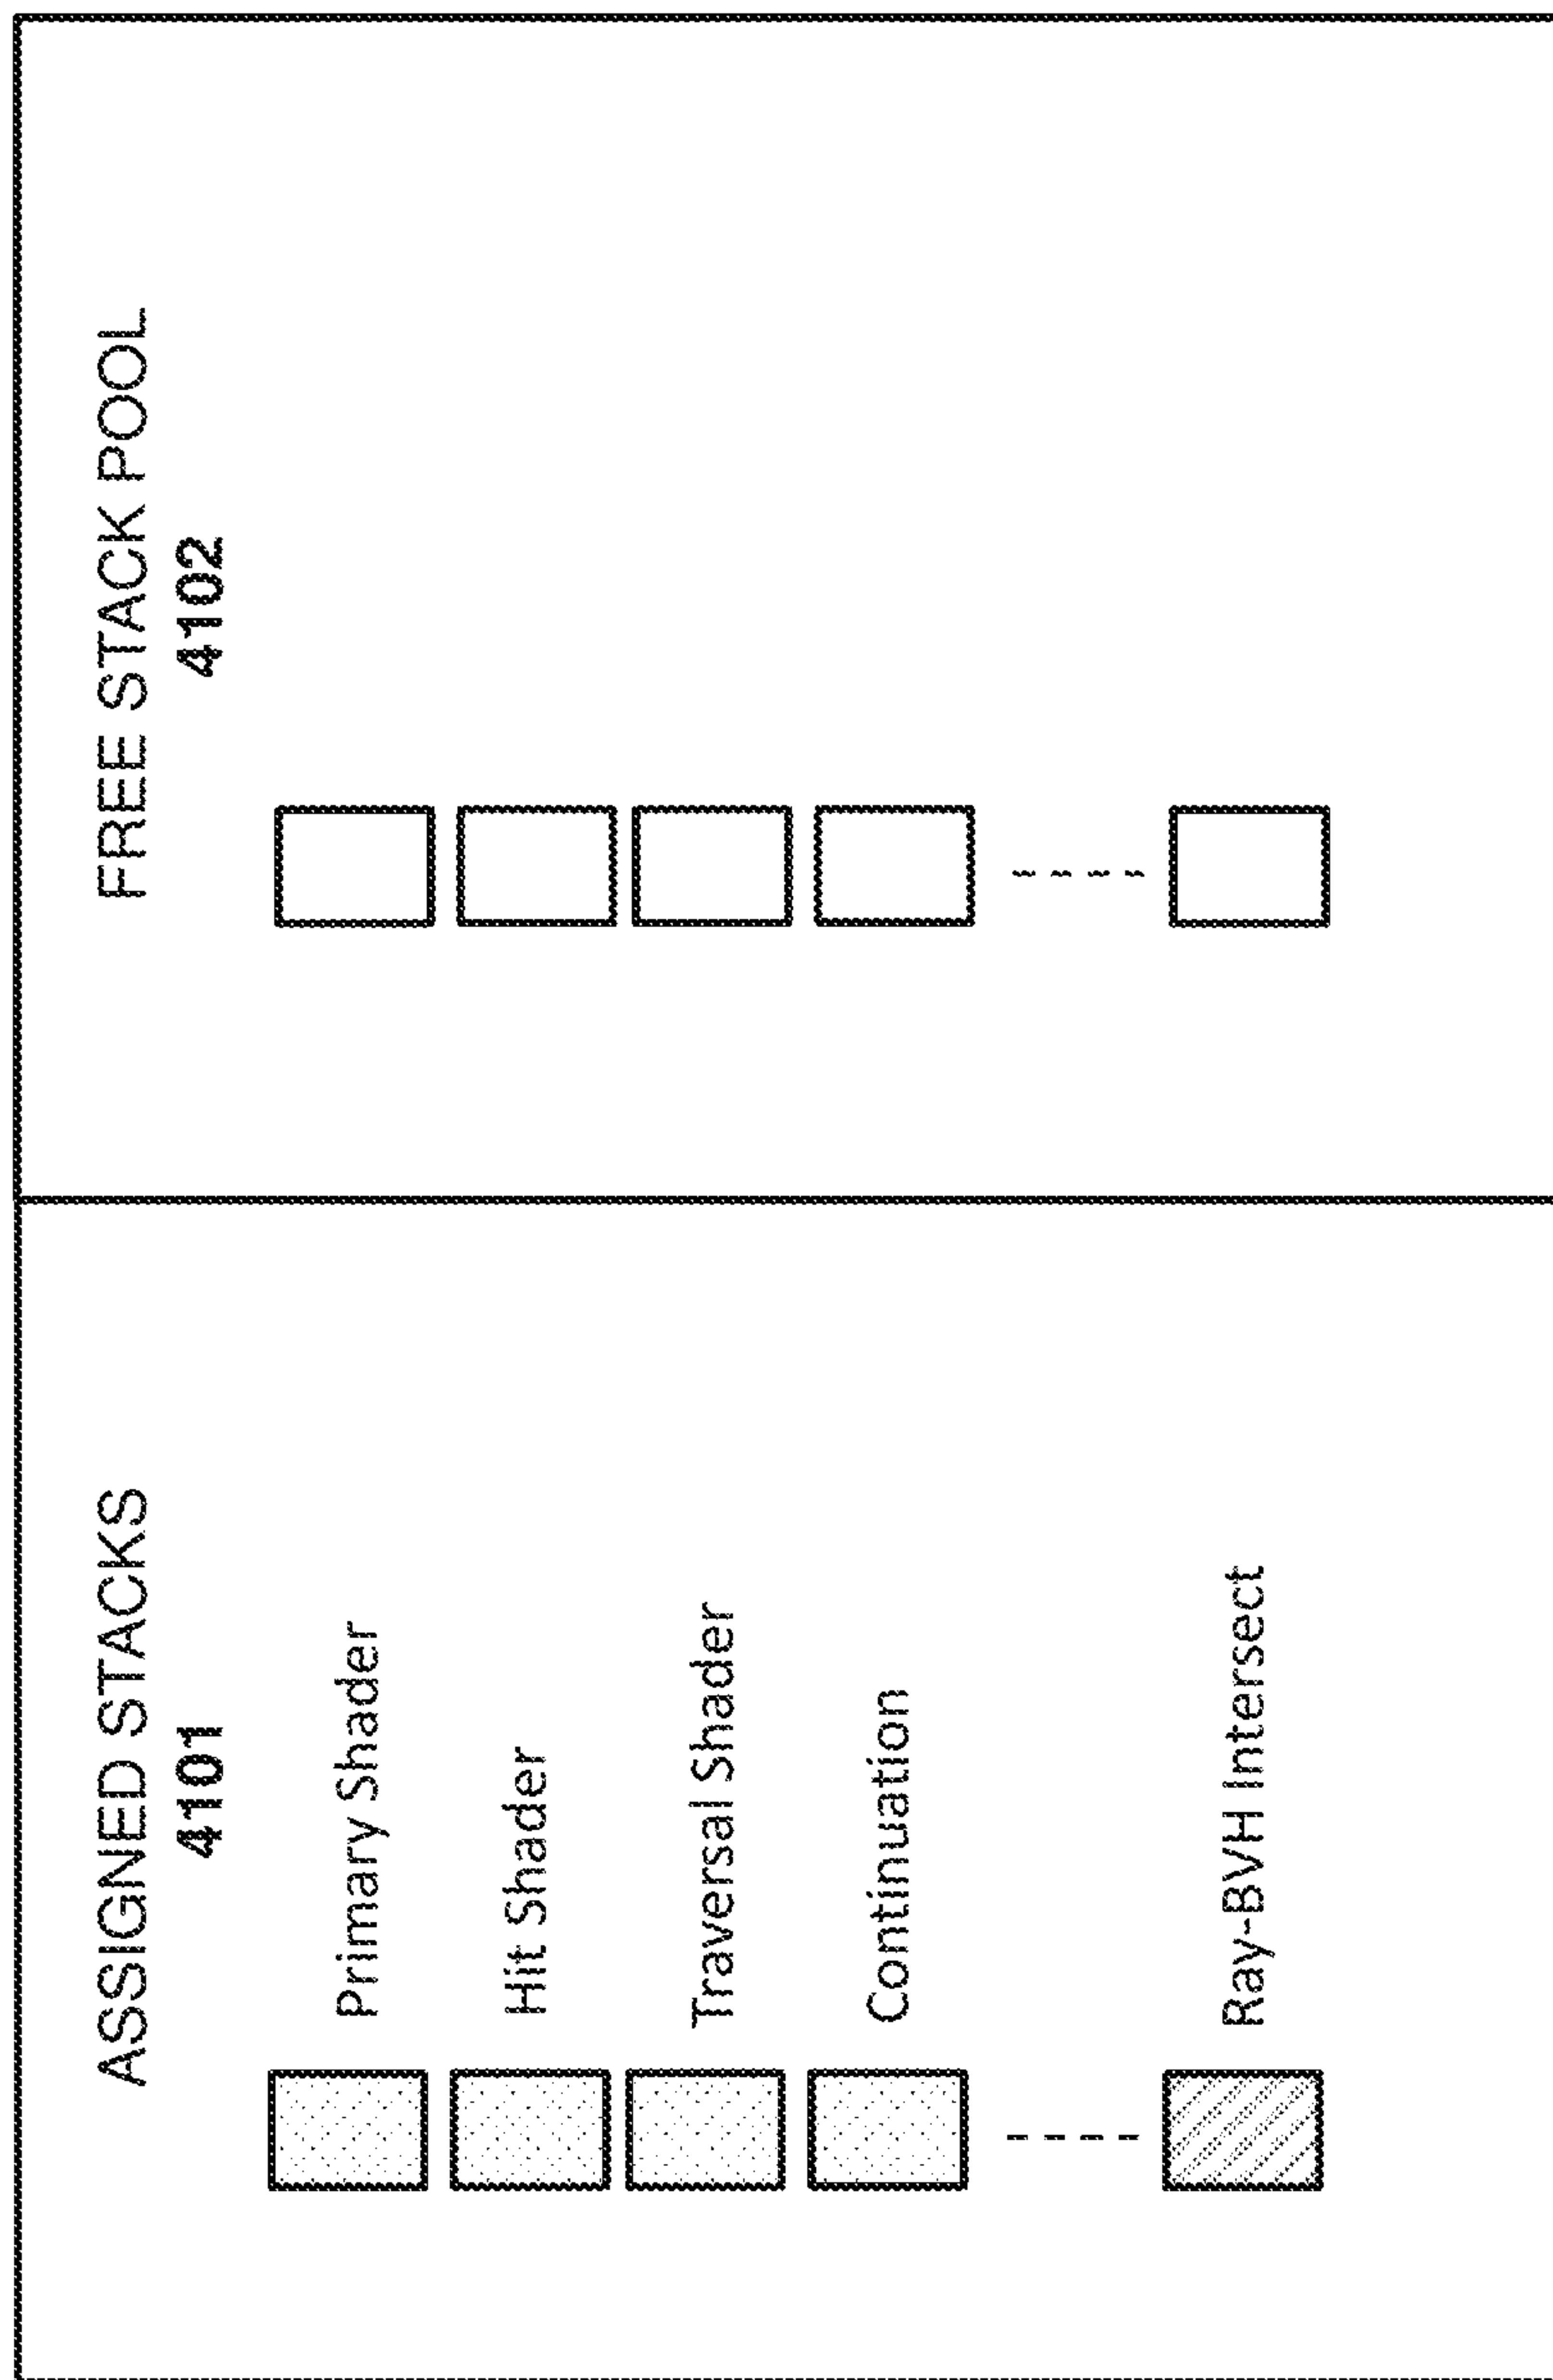 ASSIGNED STACKS
4101
Primary Shader
Hit Shader
Traversal Shader
Continuation
Ray-BVH Intersect
FREE STACK POOL
4102